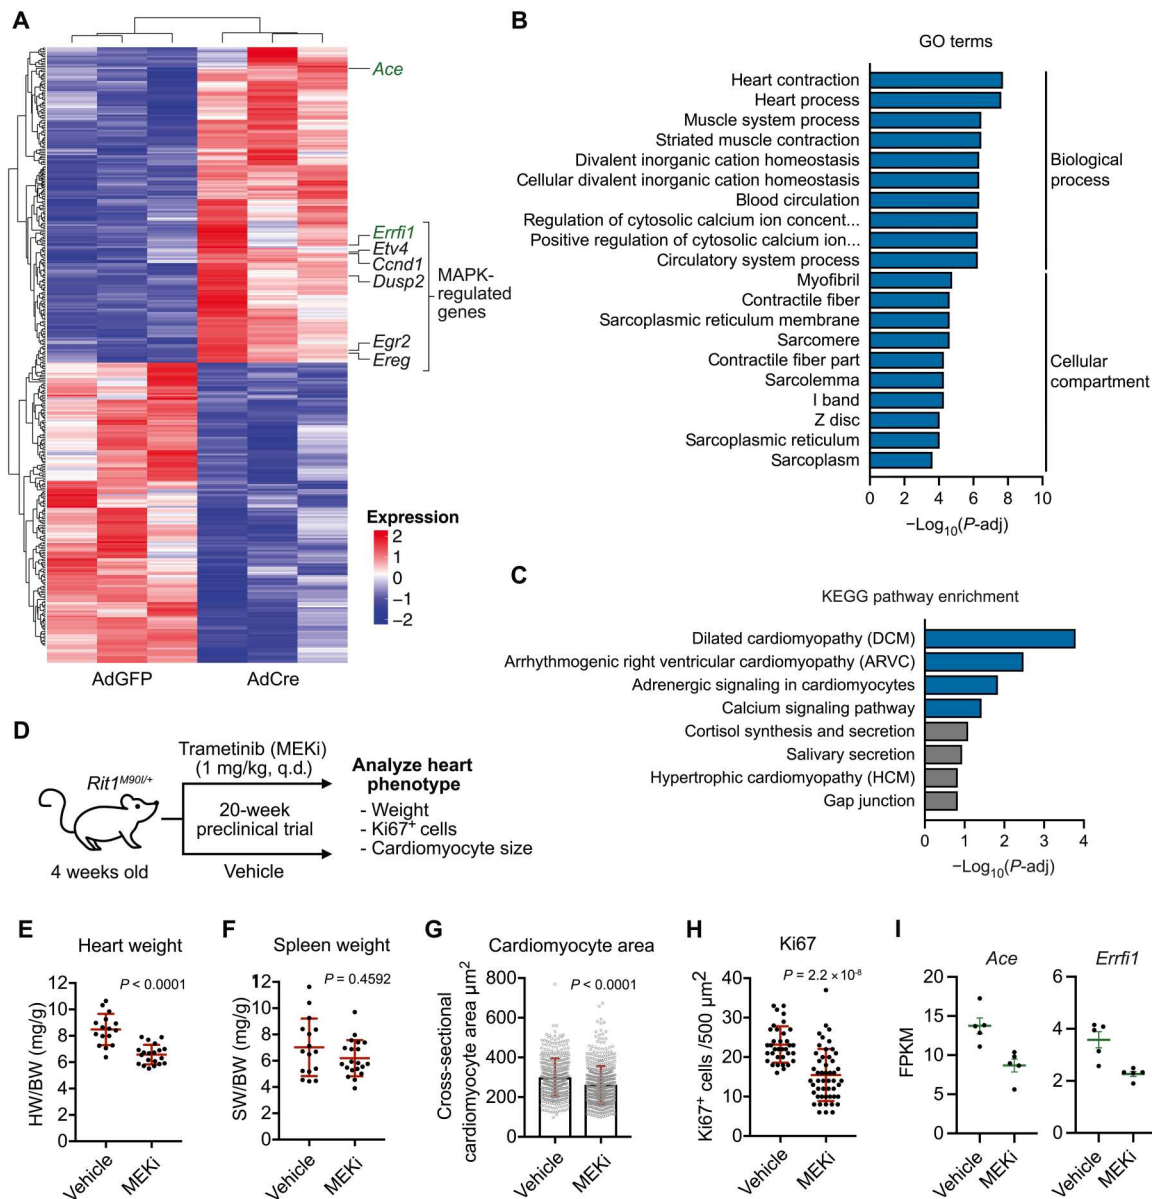 A
Ace
Errfi1
Etv4
Ccnd1
Dusp2
MAPK-
regulated
genes
Egr2
Ereg
Expression
2
1
0
−1
−2
AdGFP
AdCre
B
GO terms
Heart contraction
Heart process
Muscle system process
Striated muscle contraction
Divalent inorganic cation homeostasis
Cellular divalent inorganic cation homeostasis
Blood circulation
Regulation of cytosolic calcium ion concent...
Positive regulation of cytosolic calcium ion...
Circulatory system process
Biological
process
Myofibril
Contractile fiber
Sarcoplasmic reticulum membrane
Sarcomere
Contractile fiber part
Sarcolemma
I band
Z disc
Sarcoplasmic reticulum
Sarcoplasm
Cellular
compartment
0 2 4 6 8 10
−Log10(P-adj)
C
KEGG pathway enrichment
Dilated cardiomyopathy (DCM)
Arrhythmogenic right ventricular cardiomyopathy (ARVC)
Adrenergic signaling in cardiomyocytes
Calcium signaling pathway
Cortisol synthesis and secretion
Salivary secretion
Hypertrophic cardiomyopathy (HCM)
Gap junction
0 1 2 3 4
−Log10(P-adj)
D
Rit1M90I/+
4 weeks old
Trametinib (MEKi)
(1 mg/kg, q.d.)
20-week
preclinical trial
Vehicle
Analyze heart
phenotype
- Weight
- Ki67+ cells
- Cardiomyocyte size
E
Heart weight
P < 0.0001
HW/BW (mg/g)
12
10
8
6
4
2
0
Vehicle
MEKi
F
Spleen weight
P = 0.4592
SW/BW (mg/g)
12
10
8
6
4
2
0
Vehicle
MEKi
G
Cardiomyocyte area
P < 0.0001
Cross-sectional
cardiomyocyte area µm²
800
600
400
200
0
Vehicle
MEKi
H
Ki67
P = 2.2 × 10-8
Ki67+ cells /500 µm²
40
30
20
10
0
Vehicle
MEKi
I
Ace
FPKM
20
15
10
5
0
Vehicle
MEKi
Errfi1
6
4
2
0
Vehicle
MEKi